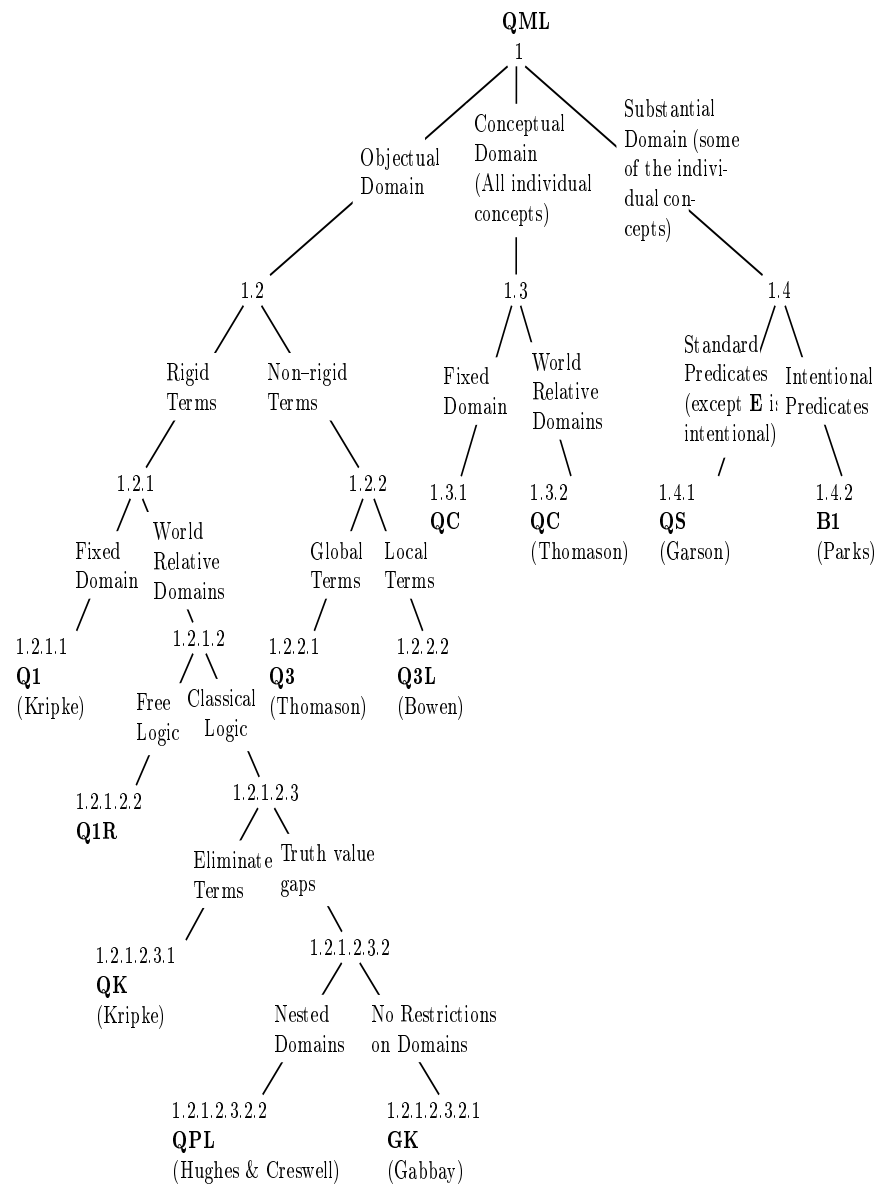 QML
1
Objectual
Domain
Conceptual
Domain
(All individual
concepts)
Substantial
Domain (some
of the indivi-
dual con-
cepts)
1.2
1.3
1.4
Rigid
Terms
Non–rigid
Terms
Fixed
Domain
World
Relative
Domains
Standard
Predicates
(except E is
intentional)
Intentional
Predicates
1.2.1
1.2.2
1.3.1
QC
1.3.2
QC
(Thomason)
1.4.1
QS
(Garson)
1.4.2
B1
(Parks)
Fixed
Domain
World
Relative
Domains
Global
Terms
Local
Terms
1.2.1.1
Q1
(Kripke)
1.2.1.2
1.2.2.1
Q3
(Thomason)
1.2.2.2
Q3L
(Bowen)
Free
Logic
Classical
Logic
1.2.1.2.2
Q1R
1.2.1.2.3
Eliminate
Terms
Truth value
gaps
1.2.1.2.3.1
QK
(Kripke)
1.2.1.2.3.2
Nested
Domains
No Restrictions
on Domains
1.2.1.2.3.2.2
QPL
(Hughes & Creswell)
1.2.1.2.3.2.1
GK
(Gabbay)